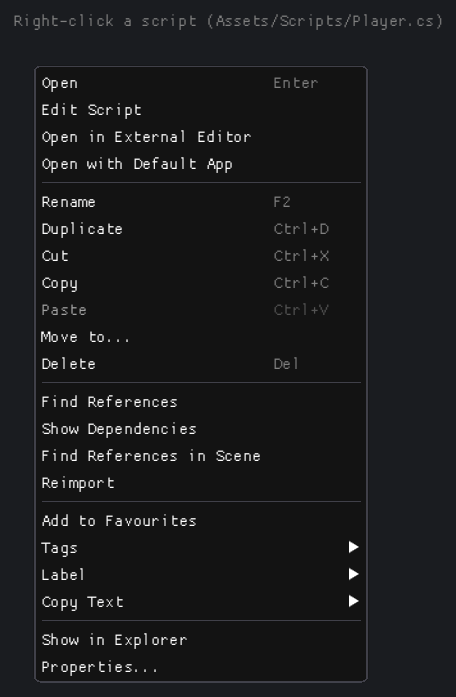 Right-click a script (Assets/Scripts/Player.cs)
Open Enter
Edit Script
Open in External Editor
Open with Default App
Rename F2
Duplicate Ctrl+D
Cut Ctrl+X
Copy Ctrl+C
Paste Ctrl+V
Move to...
Delete Del
Find References
Show Dependencies
Find References in Scene
Reimport
Add to Favourites
Tags
Label
Copy Text
Show in Explorer
Properties...